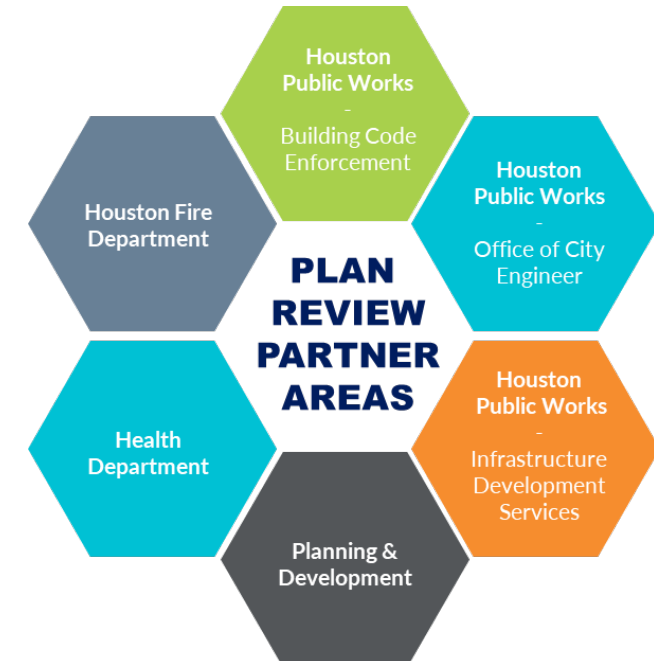 Houston
Public Works
-
Building Code
Enforcement
Houston
Public Works
-
Office of City
Engineer
Houston
Public Works
-
Infrastructure
Development
Services
Planning &
Development
Health
Department
Houston Fire
Department
PLAN
REVIEW
PARTNER
AREAS